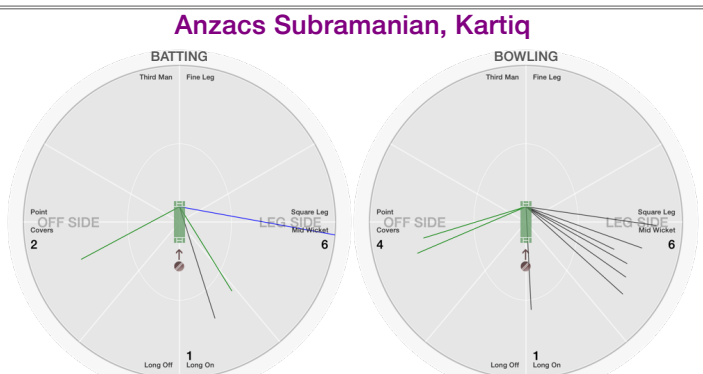 Anzacs Subramanian, Kartiq
BATTING
Third Man Fine Leg
Point
OFF SIDE
Covers
2
Square Leg
LEG SIDE
Mid Wicket
6
1
Long Off Long On
BOWLING
Third Man Fine Leg
Point
OFF SIDE
Covers
4
Square Leg
LEG SIDE
Mid Wicket
6
1
Long Off Long On